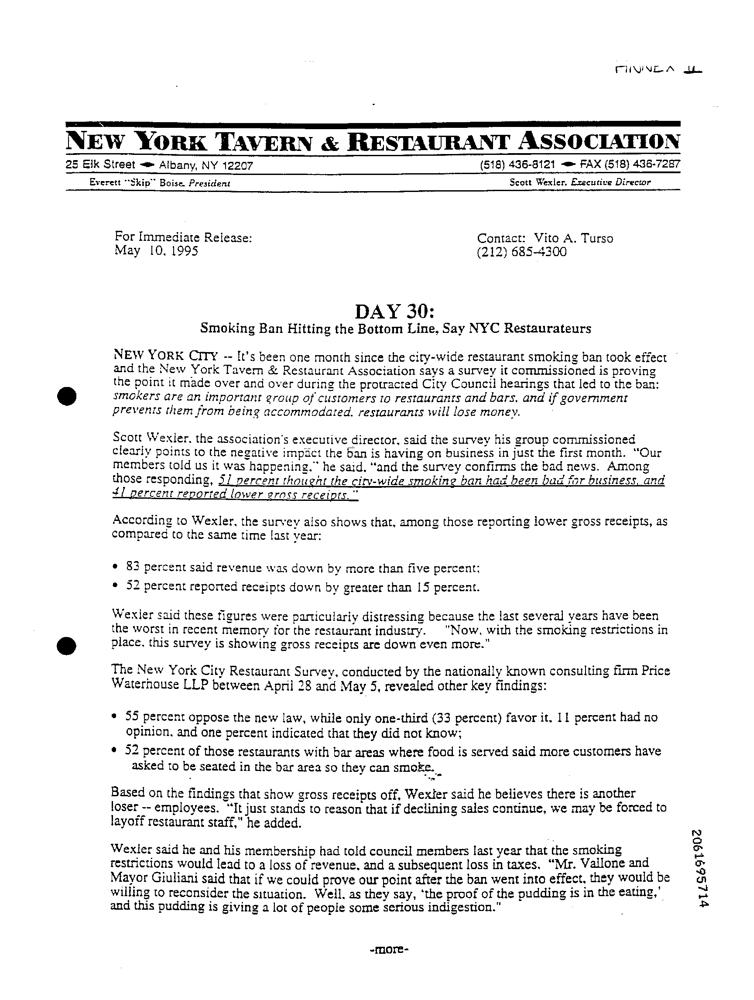 ANNEX II
NEW YORK TAVERN & RESTAURANT ASSOCIATION
25 Elk Street Albany, NY 12207 (518) 436-8121 FAX (518) 436-7287
Everett "Skip" Boise, President Scott Wexler, Executive Director
For Immediate Release: Contact: Vito A. Turso
May 10, 1995 (212) 685-4300
DAY 30:
Smoking Ban Hitting the Bottom Line, Say NYC Restaurateurs
NEW YORK CITY -- It's been one month since the city-wide restaurant smoking ban took effect
and the New York Tavern & Restaurant Association says a survey it commissioned is proving
the point it made over and over during the protracted City Council hearings that led to the ban:
smokers are an important group of customers to restaurants and bars, and if government
prevents them from being accommodated, restaurants will lose money.
Scott Wexler, the association's executive director, said the survey his group commissioned
clearly points to the negative impact the ban is having on business in just the first month. "Our
members told us it was happening," he said, "and the survey confirms the bad news. Among
those responding, 51 percent thought the city-wide smoking ban had been bad for business, and
41 percent reported lower gross receipts."
According to Wexler, the survey also shows that, among those reporting lower gross receipts, as
compared to the same time last year:
• 83 percent said revenue was down by more than five percent;
• 52 percent reported receipts down by greater than 15 percent.
Wexler said these figures were particularly distressing because the last several years have been
the worst in recent memory for the restaurant industry. "Now, with the smoking restrictions in
place, this survey is showing gross receipts are down even more."
The New York City Restaurant Survey, conducted by the nationally known consulting firm Price
Waterhouse LLP between April 28 and May 5, revealed other key findings:
• 55 percent oppose the new law, while only one-third (33 percent) favor it, 11 percent had no
opinion, and one percent indicated that they did not know;
• 52 percent of those restaurants with bar areas where food is served said more customers have
asked to be seated in the bar area so they can smoke.
Based on the findings that show gross receipts off, Wexler said he believes there is another
loser -- employees. "It just stands to reason that if declining sales continue, we may be forced to
layoff restaurant staff," he added.
Wexler said he and his membership had told council members last year that the smoking
restrictions would lead to a loss of revenue, and a subsequent loss in taxes. "Mr. Vallone and
Mayor Giuliani said that if we could prove our point after the ban went into effect, they would be
willing to reconsider the situation. Well, as they say, 'the proof of the pudding is in the eating,'
and this pudding is giving a lot of people some serious indigestion."
-more-
2061695714